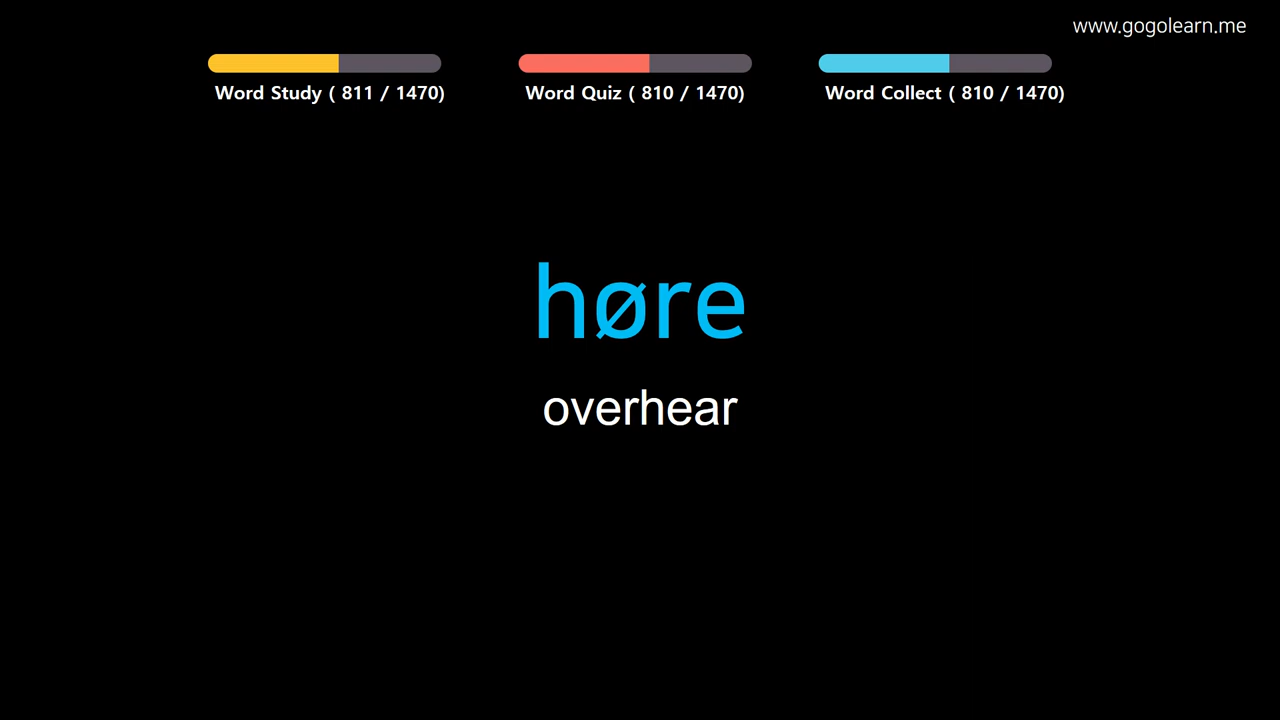 www.gogolearn.me
Word Study ( 811 / 1470)
Word Quiz ( 810 / 1470)
Word Collect ( 810 / 1470)
høre
overhear